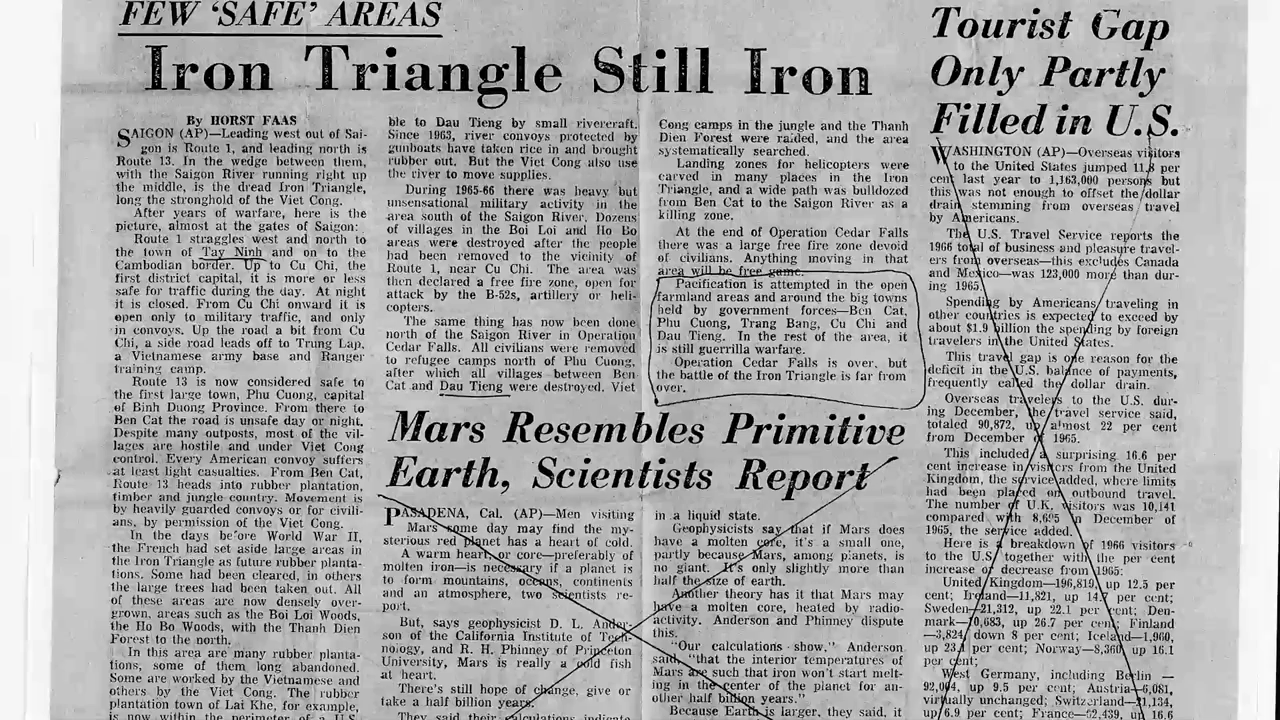 FEW 'SAFE' AREAS
Iron Triangle Still Iron
By HORST FAAS
SAIGON (AP)—Leading west out of Sai-
gon is Route 1, and leading north is
Route 13. In the wedge between them,
with the Saigon River running right up
the middle, is the dread Iron Triangle,
long the stronghold of the Viet Cong.
After years of warfare, here is the
picture, almost at the gates of Saigon:
Route 1 straggles west and north to
the town of Tay Ninh and on to the
Cambodian border. Up to Cu Chi, the
first district capital, it is more or less
safe for traffic during the day. At night
it is closed. From Cu Chi onward it is
open only to military traffic, and only
in convoys. Up the road a bit from Cu
Chi, a side road leads off to Trung Lap,
a Vietnamese army base and Ranger
training camp.
Route 13 is now considered safe to
the first large town, Phu Cuong, capital
of Binh Duong Province. From there to
Ben Cat the road is unsafe day or night.
Despite many outposts, most of the vil-
lages are hostile and under Viet Cong
control. Every American convoy suffers
at least light casualties. From Ben Cat,
Route 13 heads into rubber plantation,
timber and jungle country. Movement is
by heavily guarded convoys or for civili-
ans, by permission of the Viet Cong.
In the days before World War II,
the French had set aside large areas in
the Iron Triangle as future rubber planta-
tions. Some had been cleared, in others
the large trees had been taken out. All
of these areas are now densely over-
grown, areas such as the Boi Loi Woods,
the Ho Bo Woods, with the Thanh Dien
Forest to the north.
In this area are many rubber planta-
tions, some of them long abandoned.
Some are worked by the Vietnamese and
others by the Viet Cong. The rubber
plantation town of Lai Khe, for example,
is now within the perimeter of a U.S.
ble to Dau Tieng by small rivercraft.
Since 1963, river convoys protected by
gunboats have taken rice in and brought
rubber out. But the Viet Cong also use
the river to move supplies.
During 1965-66 there was heavy but
unsensational military activity in the
area south of the Saigon River. Dozens
of villages in the Boi Loi and Ho Bo
areas were destroyed after the people
had been removed to the vicinity of
Route 1, near Cu Chi. The area was
then declared a free fire zone, open for
attack by the B-52s, artillery or heli-
copters.
The same thing has now been done
north of the Saigon River in Operation
Cedar Falls. All civilians were removed
to refugee camps north of Phu Cuong,
after which all villages between Ben
Cat and Dau Tieng were destroyed. Viet
Cong camps in the jungle and the Thanh
Dien Forest were raided, and the area
systematically searched.
Landing zones for helicopters were
carved in many places in the Iron
Triangle, and a wide path was bulldozed
from Ben Cat to the Saigon River as a
killing zone.
At the end of Operation Cedar Falls
there was a large free fire zone devoid
of civilians. Anything moving in that
area will be free game.
Pacification is attempted in the open
farmland areas and around the big towns
held by government forces—Ben Cat,
Phu Cuong, Trang Bang, Cu Chi and
Dau Tieng. In the rest of the area, it
is still guerrilla warfare.
Operation Cedar Falls is over, but
the battle of the Iron Triangle is far from
over.
Mars Resembles Primitive
Earth, Scientists Report
PASADENA, Cal. (AP)—Men visiting
Mars some day may find the my-
sterious red planet has a heart of cold.
A warm heart, or core—preferably of
molten iron—is necessary if a planet is
to form mountains, oceans, continents
and an atmosphere, two scientists re-
port.
But, says geophysicist D. L. Ander-
son of the California Institute of Tech-
nology, and R. H. Phinney of Princeton
University, Mars is really a cold fish
at heart.
There's still hope of change, give or
take a half billion years.
They said their calculations indicate
in a liquid state.
Geophysicists say that if Mars does
have a molten core, it's a small one,
partly because Mars, among planets, is
no giant. It's only slightly more than
half the size of earth.
Another theory has it that Mars may
have a molten core, heated by radio-
activity. Anderson and Phinney dispute
this.
"Our calculations show," Anderson
said, "that the interior temperatures of
Mars are such that iron won't start melt-
ing in the center of the planet for an-
other half billion years."
Because Earth is larger, they said, it
Tourist Gap
Only Partly
Filled in U.S.
WASHINGTON (AP)—Overseas visitors
to the United States jumped 11.8 per
cent last year to 1,163,000 persons but
this was not enough to offset the dollar
drain stemming from overseas travel
by Americans.
The U.S. Travel Service reports the
1966 total of business and pleasure travel-
ers from overseas—this excludes Canada
and Mexico—was 123,000 more than dur-
ing 1965.
Spending by Americans traveling in
other countries is expected to exceed by
about $1.9 billion the spending by foreign
travelers in the United States.
This travel gap is one reason for the
deficit in the U.S. balance of payments,
frequently called the dollar drain.
Overseas travelers to the U.S. dur-
ing December, the travel service said,
totaled 90,872, up almost 22 per cent
from December of 1965.
This included a surprising 16.6 per
cent increase in visitors from the United
Kingdom, the service added, where limits
had been placed on outbound travel.
The number of U.K. visitors was 10,141
compared with 8,695 in December of
1965, the service added.
Here is a breakdown of 1966 visitors
to the U.S. together with the per cent
increase or decrease from 1965:
United Kingdom—196,819, up 12.5 per
cent; Ireland—11,821, up 14.7 per cent;
Sweden—21,312, up 22.1 per cent; Den-
mark— up 26.7 per cent; Finland
—3,824, down 8 per cent; Iceland—1,960,
up 23.1 per cent; Norway—8,360, up 16.1
per cent;
West Germany, including Berlin —
92,004, up 9.5 per cent; Austria—6,081,
virtually unchanged; Switzerland— 
up 6.9 per cent; France—52,439, up 16.6